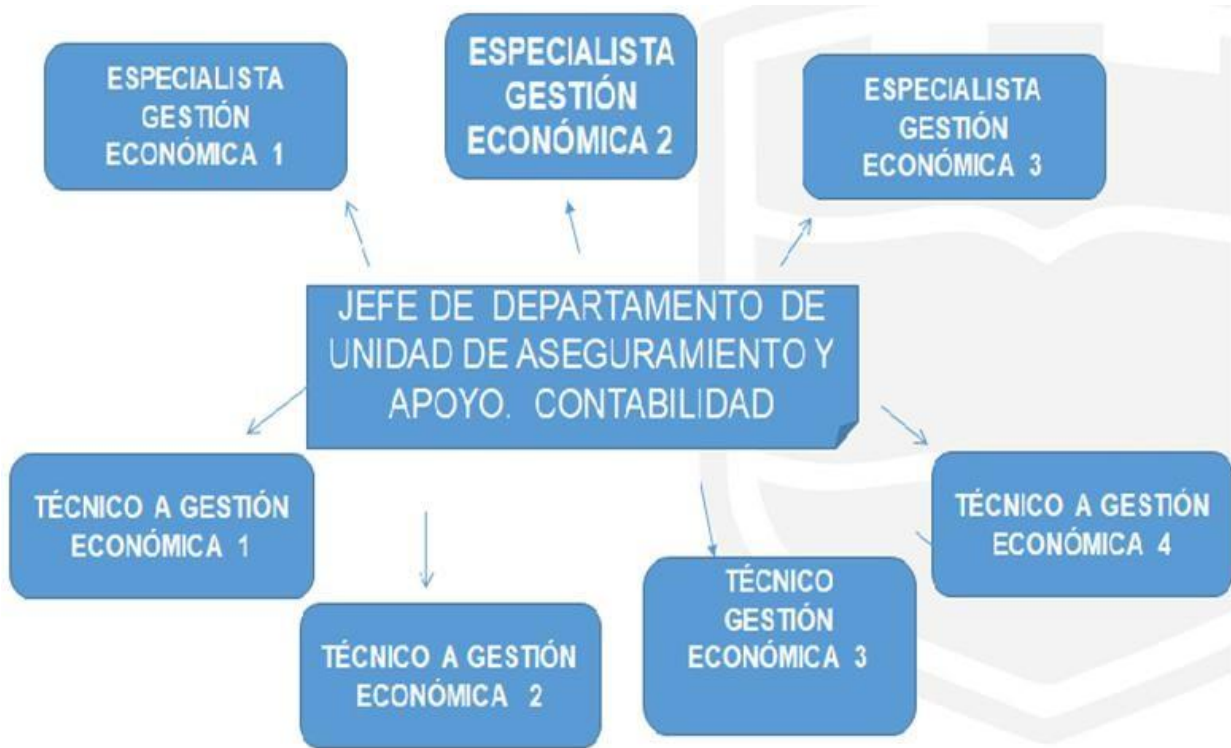 ESPECIALISTA
GESTIÓN
ECONÓMICA 1
ESPECIALISTA
GESTIÓN
ECONÓMICA 2
ESPECIALISTA
GESTIÓN
ECONÓMICA 3
JEFE DE DEPARTAMENTO DE
UNIDAD DE ASEGURAMIENTO Y
APOYO. CONTABILIDAD
TÉCNICO A GESTIÓN
ECONÓMICA 1
TÉCNICO A GESTIÓN
ECONÓMICA 2
TÉCNICO
GESTIÓN
ECONÓMICA 3
TÉCNICO A GESTIÓN
ECONÓMICA 4